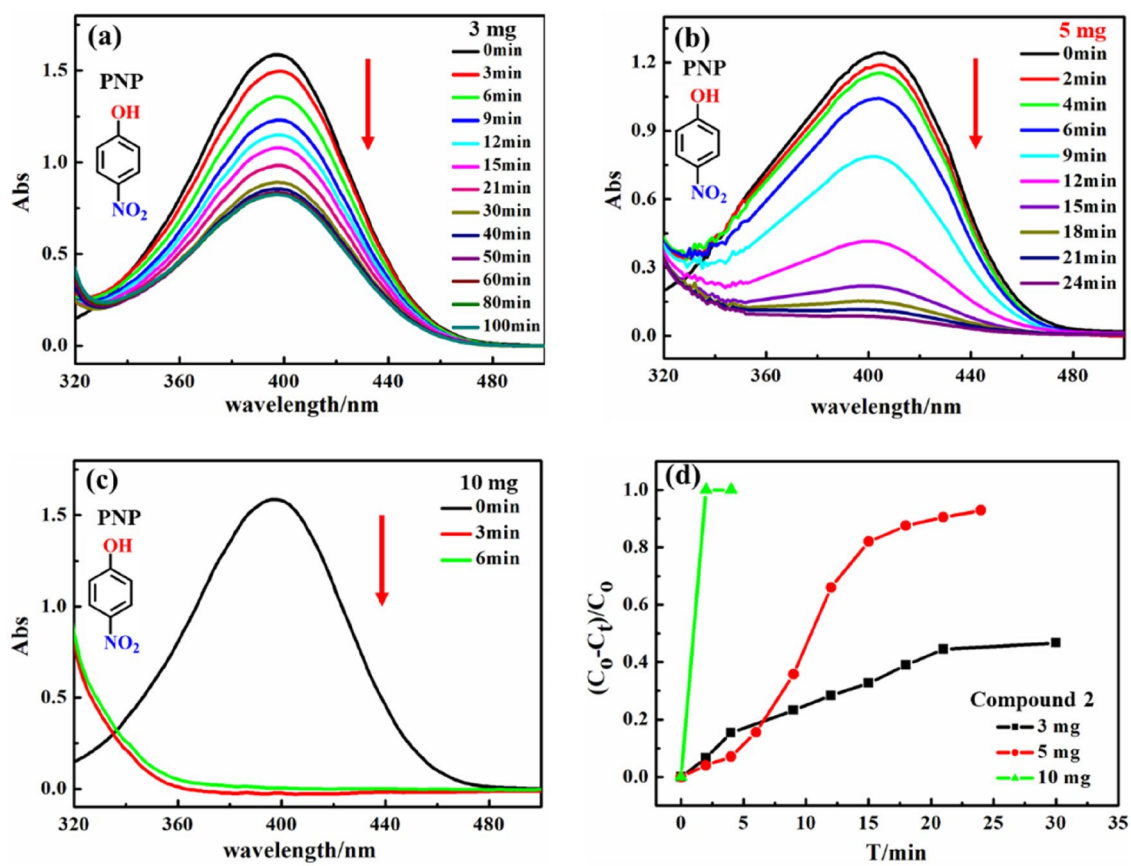 (a)
3 mg
PNP
OH
NO2
0min
3min
6min
9min
12min
15min
21min
30min
40min
50min
60min
80min
100min
Abs
1.5
1.0
0.5
0.0
320 360 400 440 480
wavelength/nm
(b)
5 mg
PNP
OH
NO2
0min
2min
4min
6min
9min
12min
15min
18min
21min
24min
Abs
1.2
0.9
0.6
0.3
0.0
320 360 400 440 480
wavelength/nm
(c)
10 mg
PNP
OH
NO2
0min
3min
6min
Abs
1.5
1.0
0.5
0.0
320 360 400 440 480
wavelength/nm
(d)
(Co-Ct)/Co
1.0
0.8
0.6
0.4
0.2
0.0
Compound 2
3 mg
5 mg
10 mg
0 5 10 15 20 25 30 35
T/min